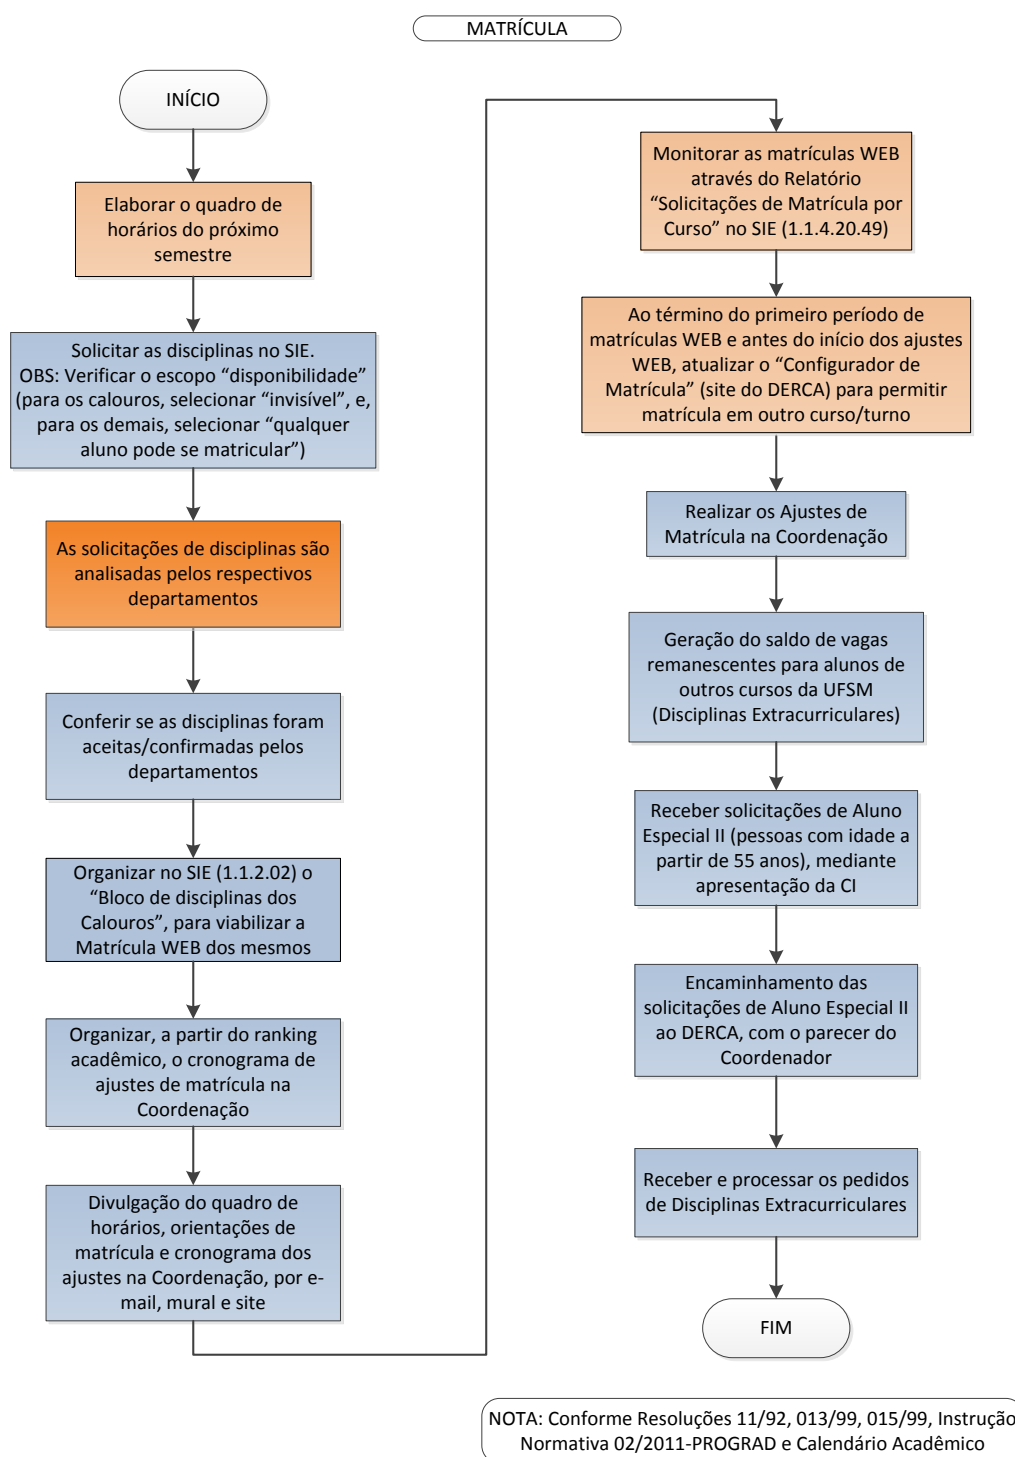 MATRÍCULA
INÍCIO
Elaborar o quadro de
horários do próximo
semestre
Solicitar as disciplinas no SIE.
OBS: Verificar o escopo “disponibilidade”
(para os calouros, selecionar “invisível”, e,
para os demais, selecionar “qualquer
aluno pode se matricular”)
As solicitações de disciplinas são
analisadas pelos respectivos
departamentos
Conferir se as disciplinas foram
aceitas/confirmadas pelos
departamentos
Organizar no SIE (1.1.2.02) o
“Bloco de disciplinas dos
Calouros”, para viabilizar a
Matrícula WEB dos mesmos
Organizar, a partir do ranking
acadêmico, o cronograma de
ajustes de matrícula na
Coordenação
Divulgação do quadro de
horários, orientações de
matrícula e cronograma dos
ajustes na Coordenação, por e-
mail, mural e site
Monitorar as matrículas WEB
através do Relatório
“Solicitações de Matrícula por
Curso” no SIE (1.1.4.20.49)
Ao término do primeiro período de
matrículas WEB e antes do início dos ajustes
WEB, atualizar o “Configurador de
Matrícula” (site do DERCA) para permitir
matrícula em outro curso/turno
Realizar os Ajustes de
Matrícula na Coordenação
Geração do saldo de vagas
remanescentes para alunos de
outros cursos da UFSM
(Disciplinas Extracurriculares)
Receber solicitações de Aluno
Especial II (pessoas com idade a
partir de 55 anos), mediante
apresentação da CI
Encaminhamento das
solicitações de Aluno Especial II
ao DERCA, com o parecer do
Coordenador
Receber e processar os pedidos
de Disciplinas Extracurriculares
FIM
NOTA: Conforme Resoluções 11/92, 013/99, 015/99, Instrução
Normativa 02/2011-PROGRAD e Calendário Acadêmico